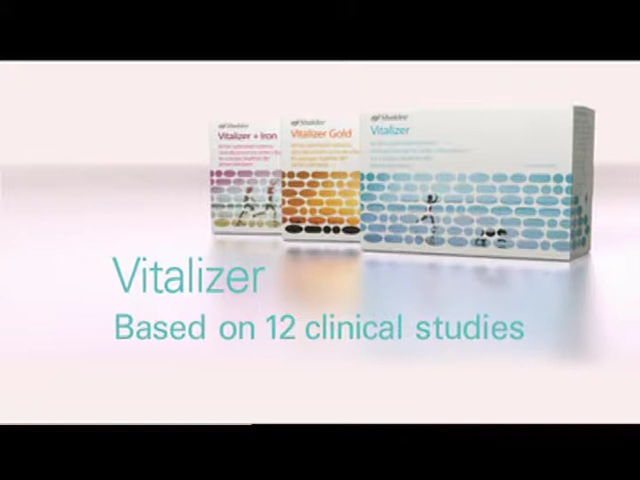 Shaklee
Vitalizer + Iron
Shaklee
Vitalizer Gold
Shaklee
Vitalizer
Vitalizer
Based on 12 clinical studies